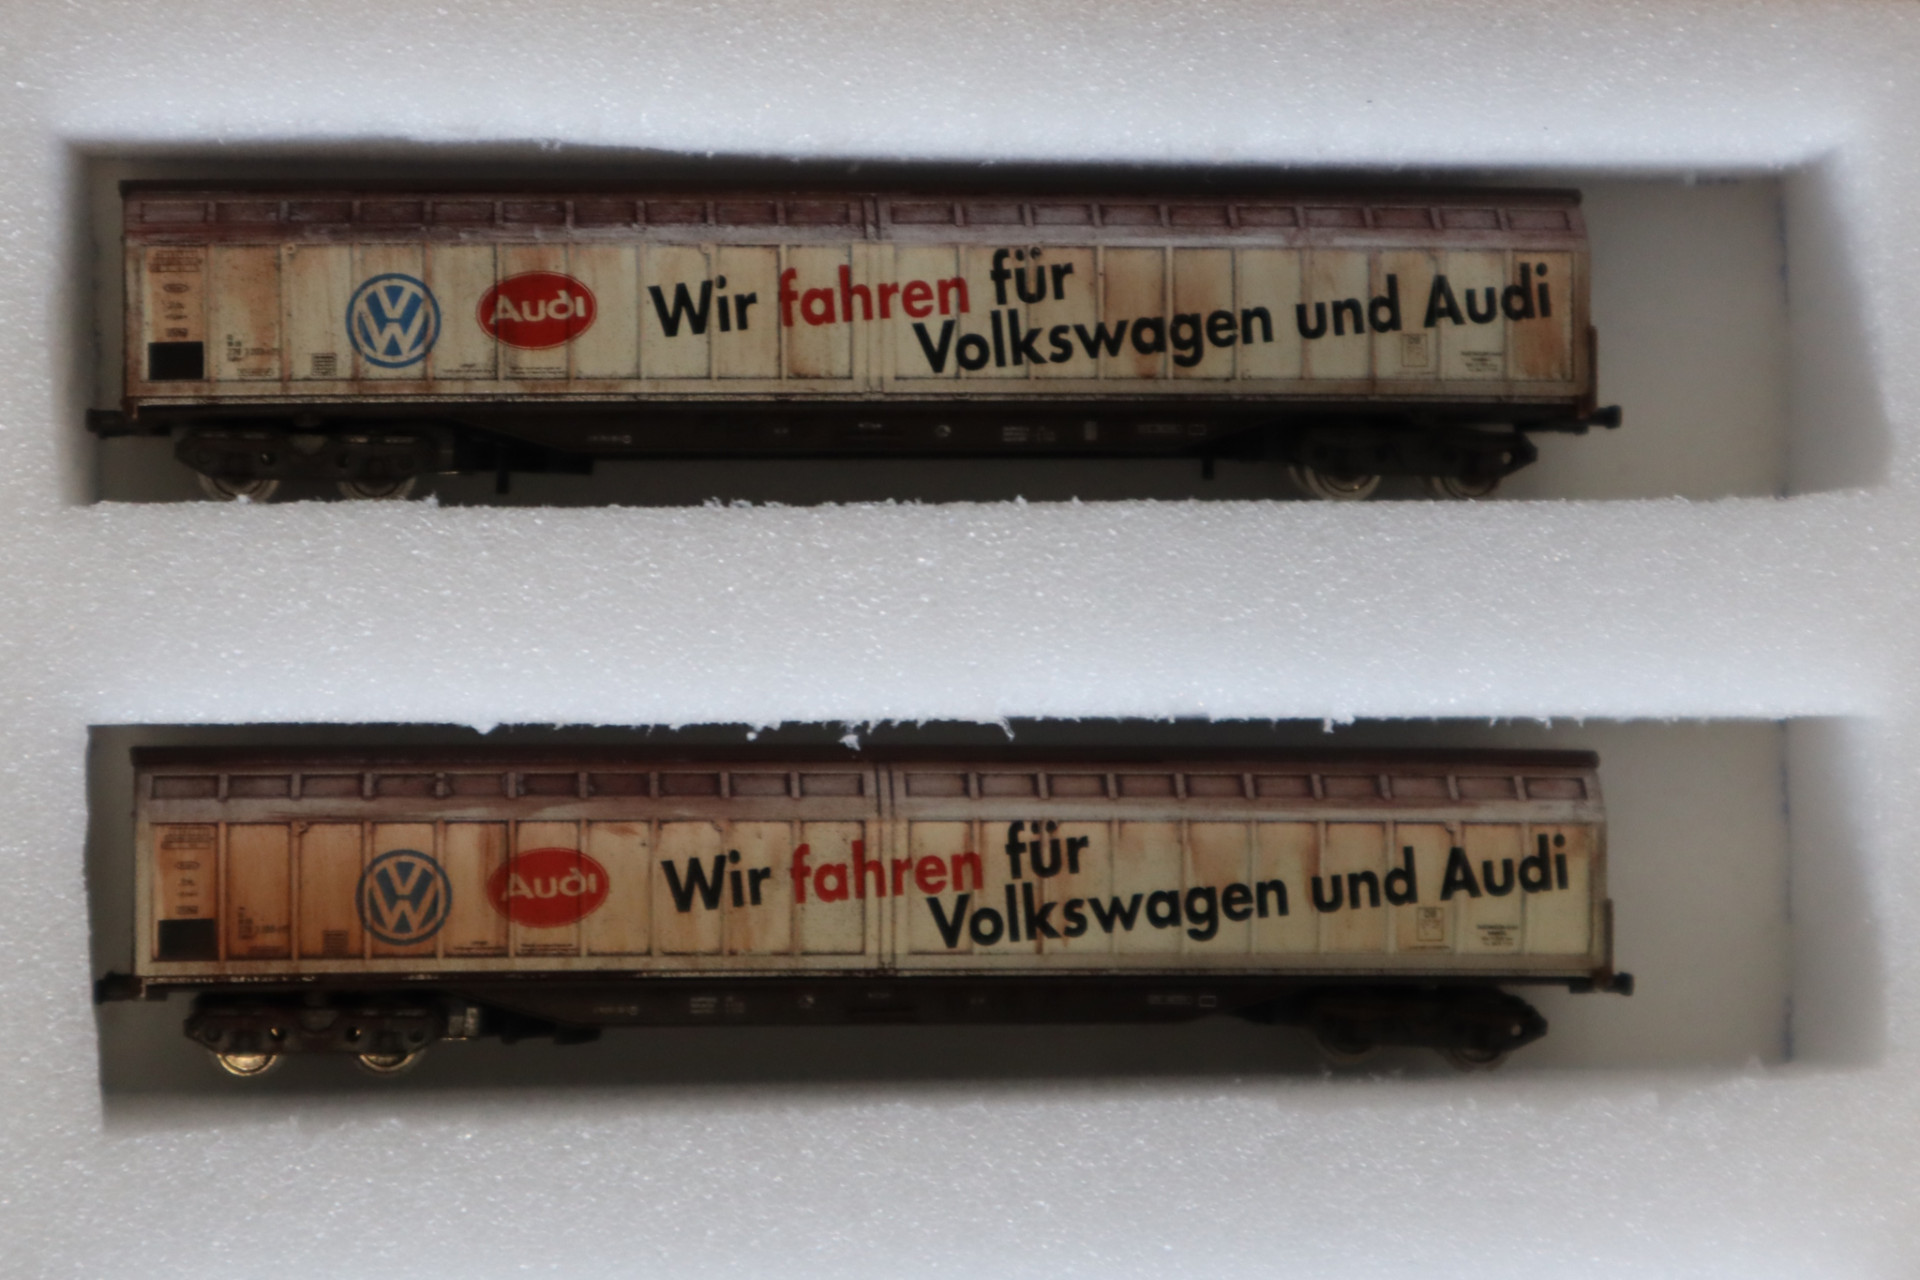 Audi
Wir fahren für
Volkswagen und Audi
Audi
Wir fahren für
Volkswagen und Audi